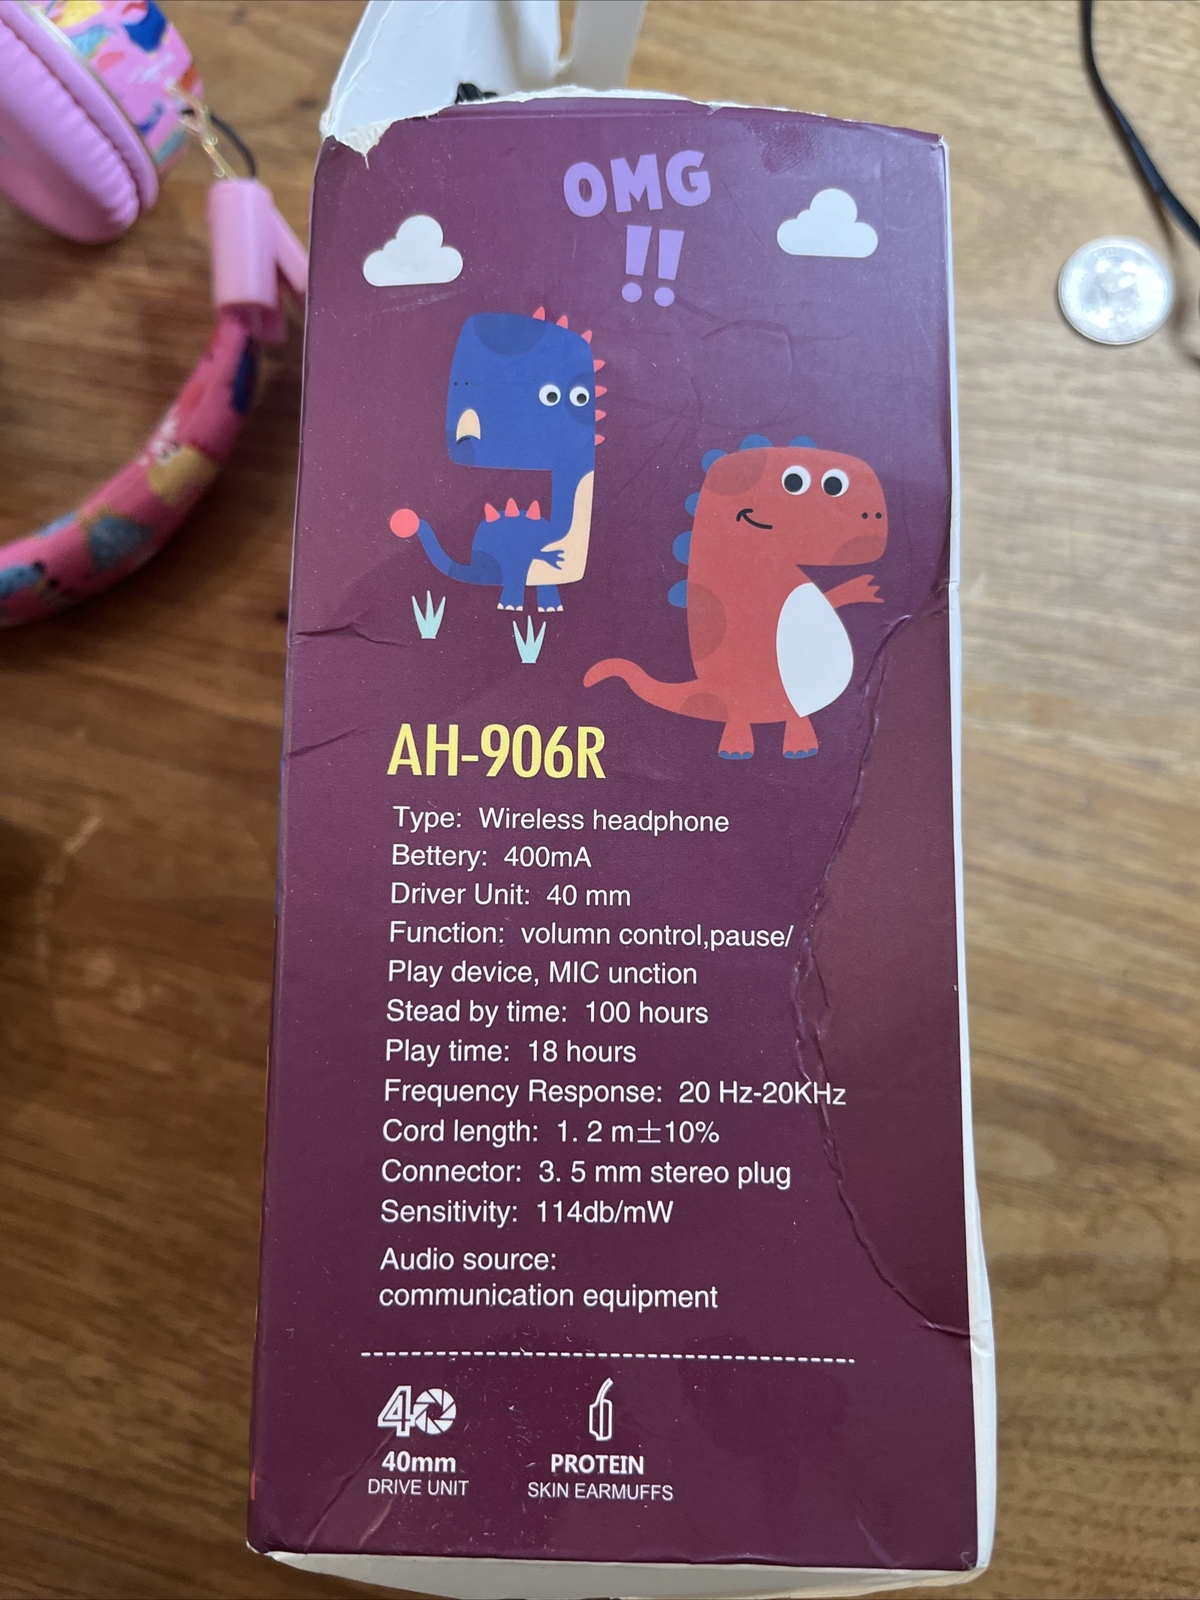 OMG
!!
AH-906R
Type: Wireless headphone
Bettery: 400mA
Driver Unit: 40 mm
Function: volumn control,pause/
Play device, MIC unction
Stead by time: 100 hours
Play time: 18 hours
Frequency Response: 20 Hz-20KHz
Cord length: 1. 2 m±10%
Connector: 3. 5 mm stereo plug
Sensitivity: 114db/mW
Audio source:
communication equipment
40
40mm
DRIVE UNIT
PROTEIN
SKIN EARMUFFS